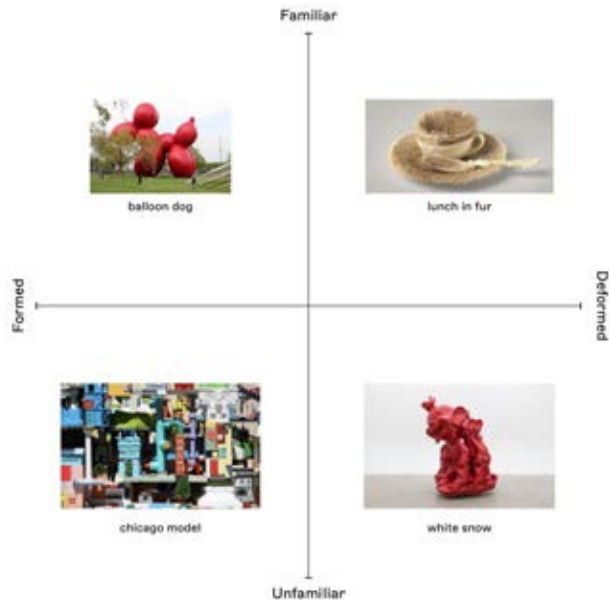 Familiar
balloon dog
lunch in fur
Formed
Deformed
chicago model
white snow
Unfamiliar